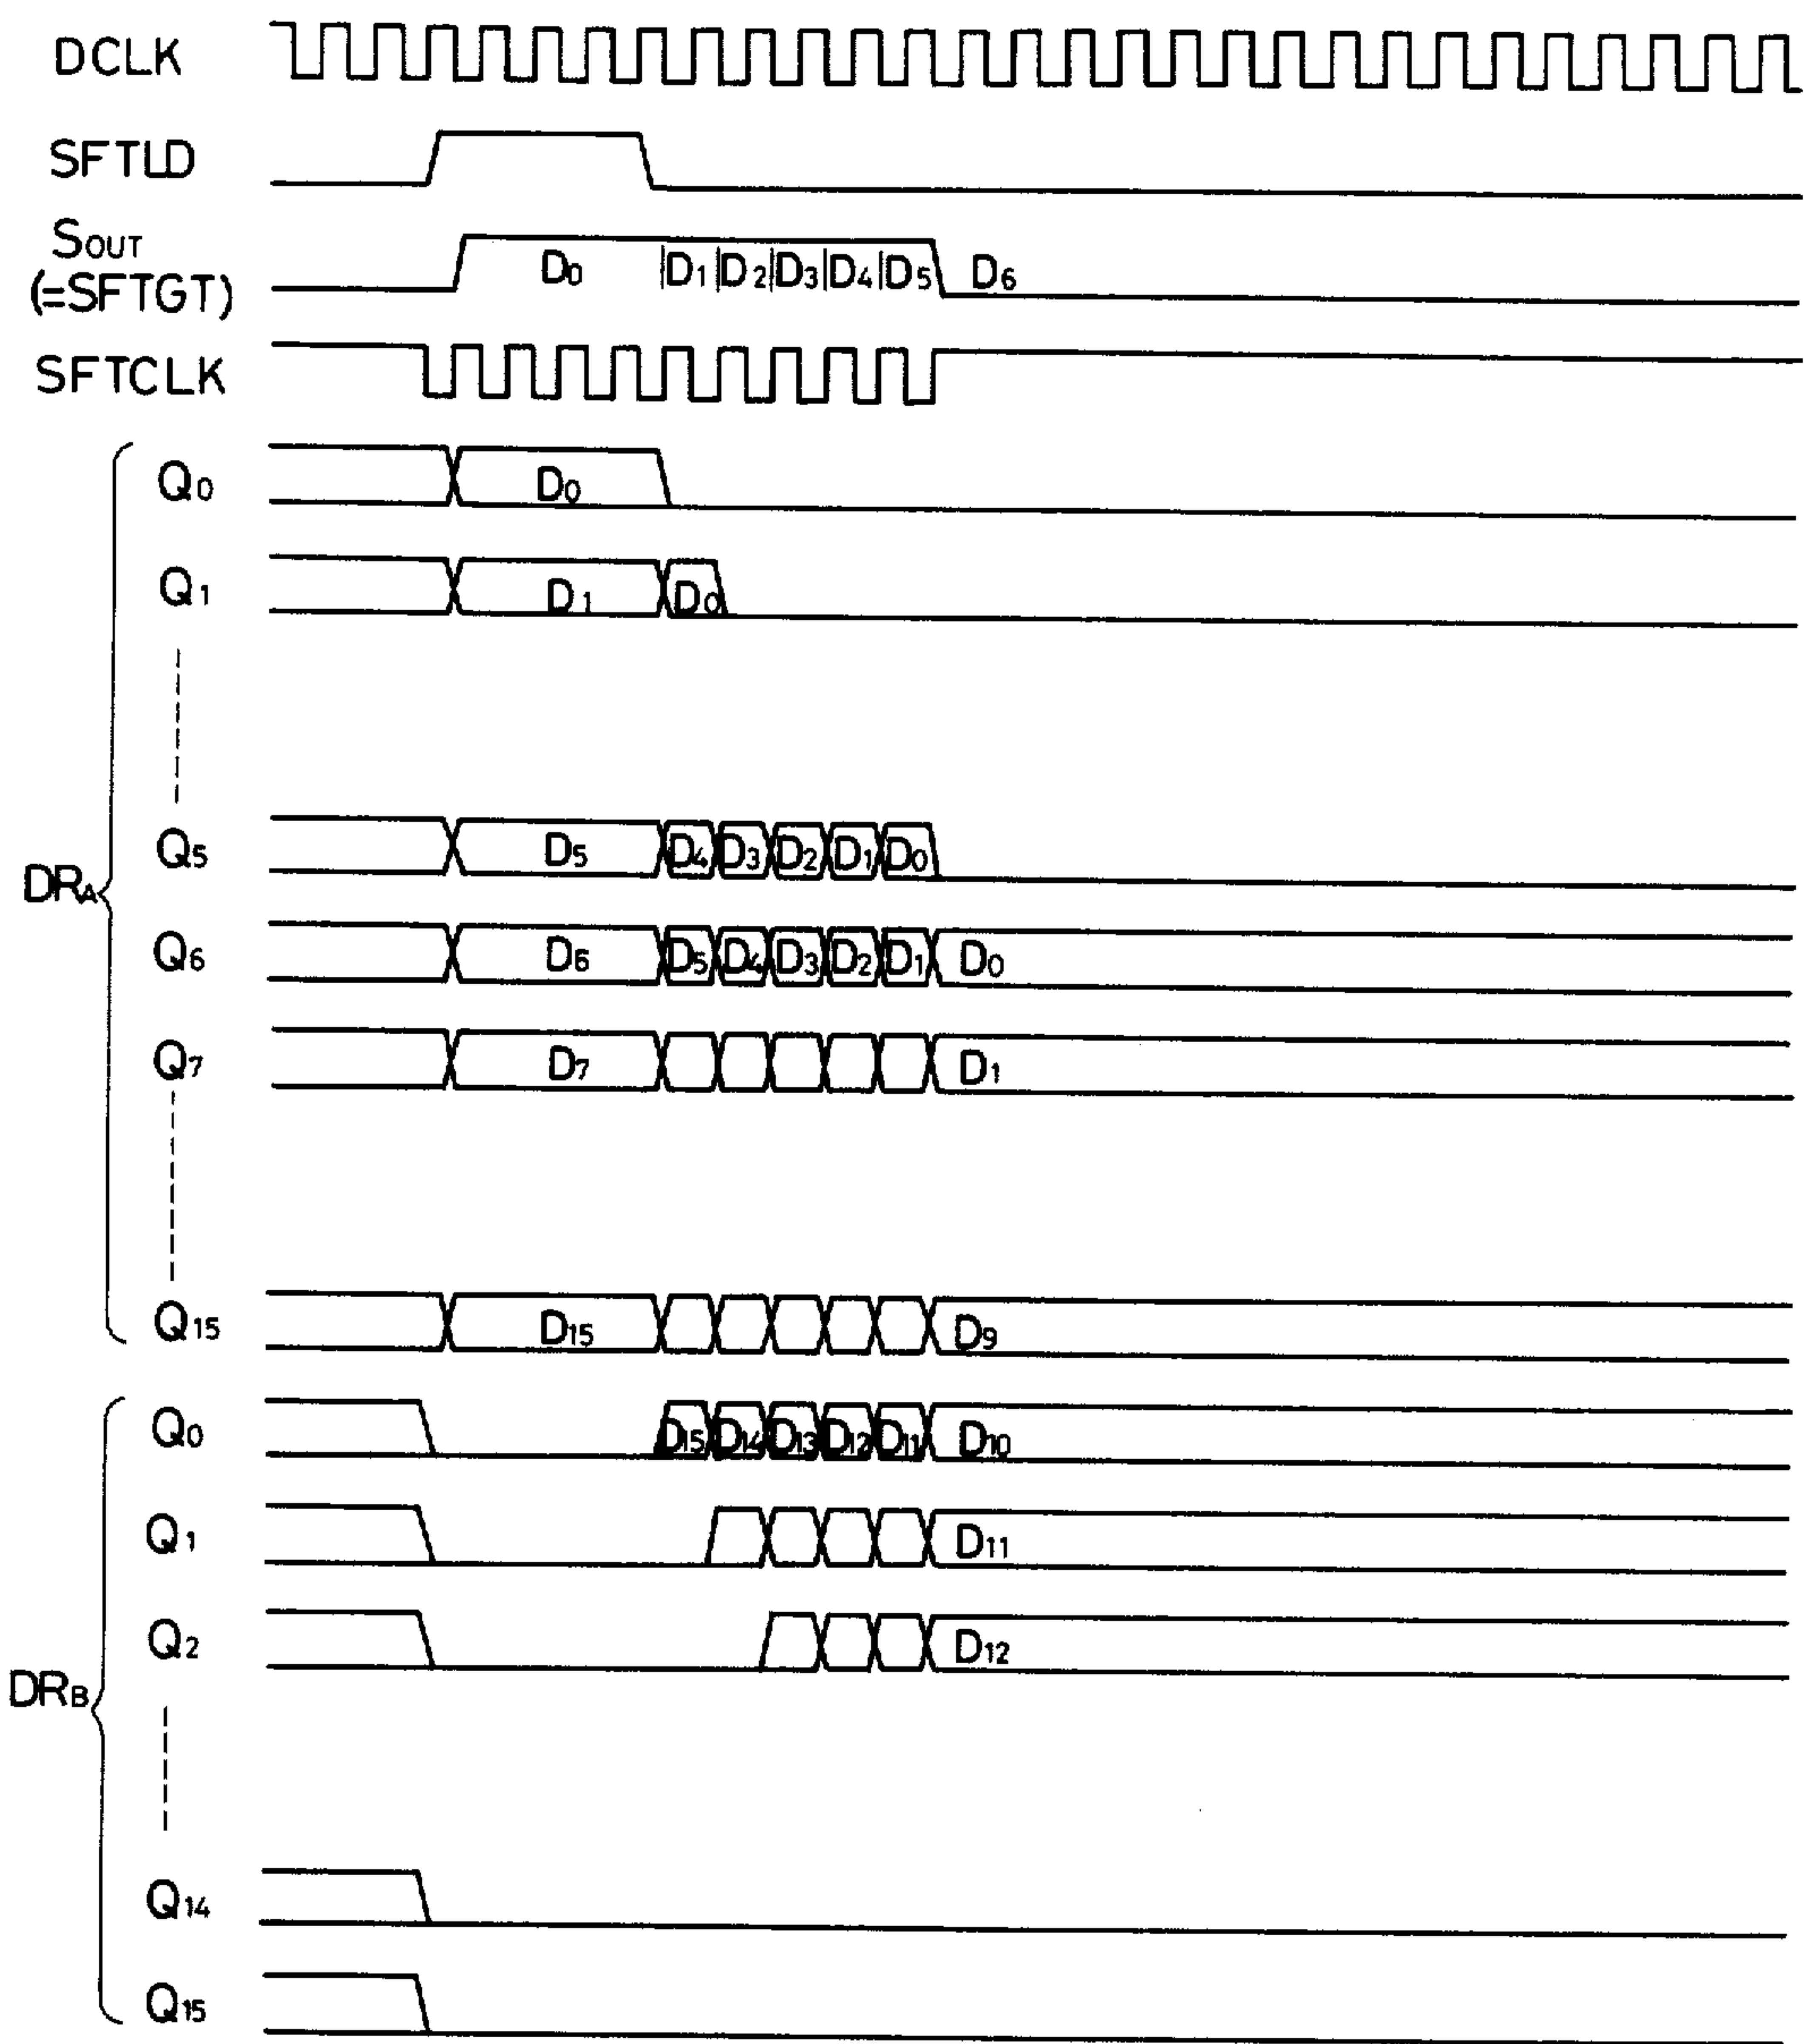 DCLK
SFTLD
SOUT
(=SFTGT)
D0 |D1|D2|D3|D4|D5 D6
SFTCLK
DRA
Q0 D0
Q1 D1 D0
Q5 D5 D4 D3 D2 D1 D0
Q6 D6 D5 D4 D3 D2 D1 D0
Q7 D7 D1
Q15 D15 D9
DRB
Q0 D15 D14 D13 D12 D11 D10
Q1 D11
Q2 D12
Q14
Q15